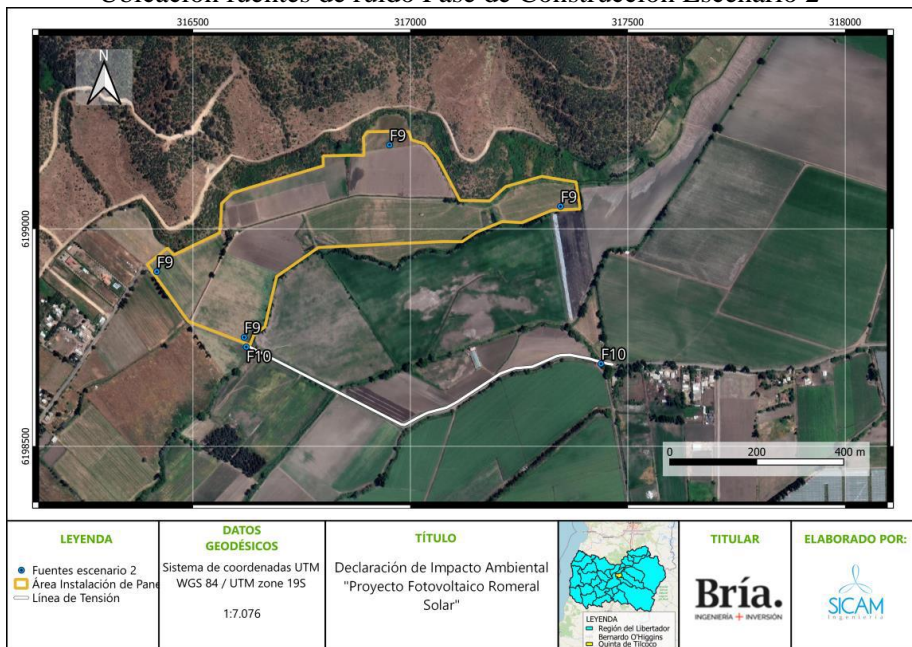 Ubicación fuentes de ruido Fase de Construcción Escenario 2
316500
317000
317500
318000
N
F9
F9
6199000
F9
F9
F10
F10
6198500
0
200
400 m
LEYENDA
Fuentes escenario 2
Área Instalación de Pane
Línea de Tensión
DATOS
GEODÉSICOS
Sistema de coordenadas UTM
WGS 84 / UTM zone 19S
1:7.076
TÍTULO
Declaración de Impacto Ambiental
"Proyecto Fotovoltaico Romeral
Solar"
LEYENDA
Región del Libertador
Bernardo O'Higgins
Quinta de Tilcoco
TITULAR
Bría.
INGENIERÍA + INVERSIÓN
ELABORADO POR:
SICAM
Ingeniería